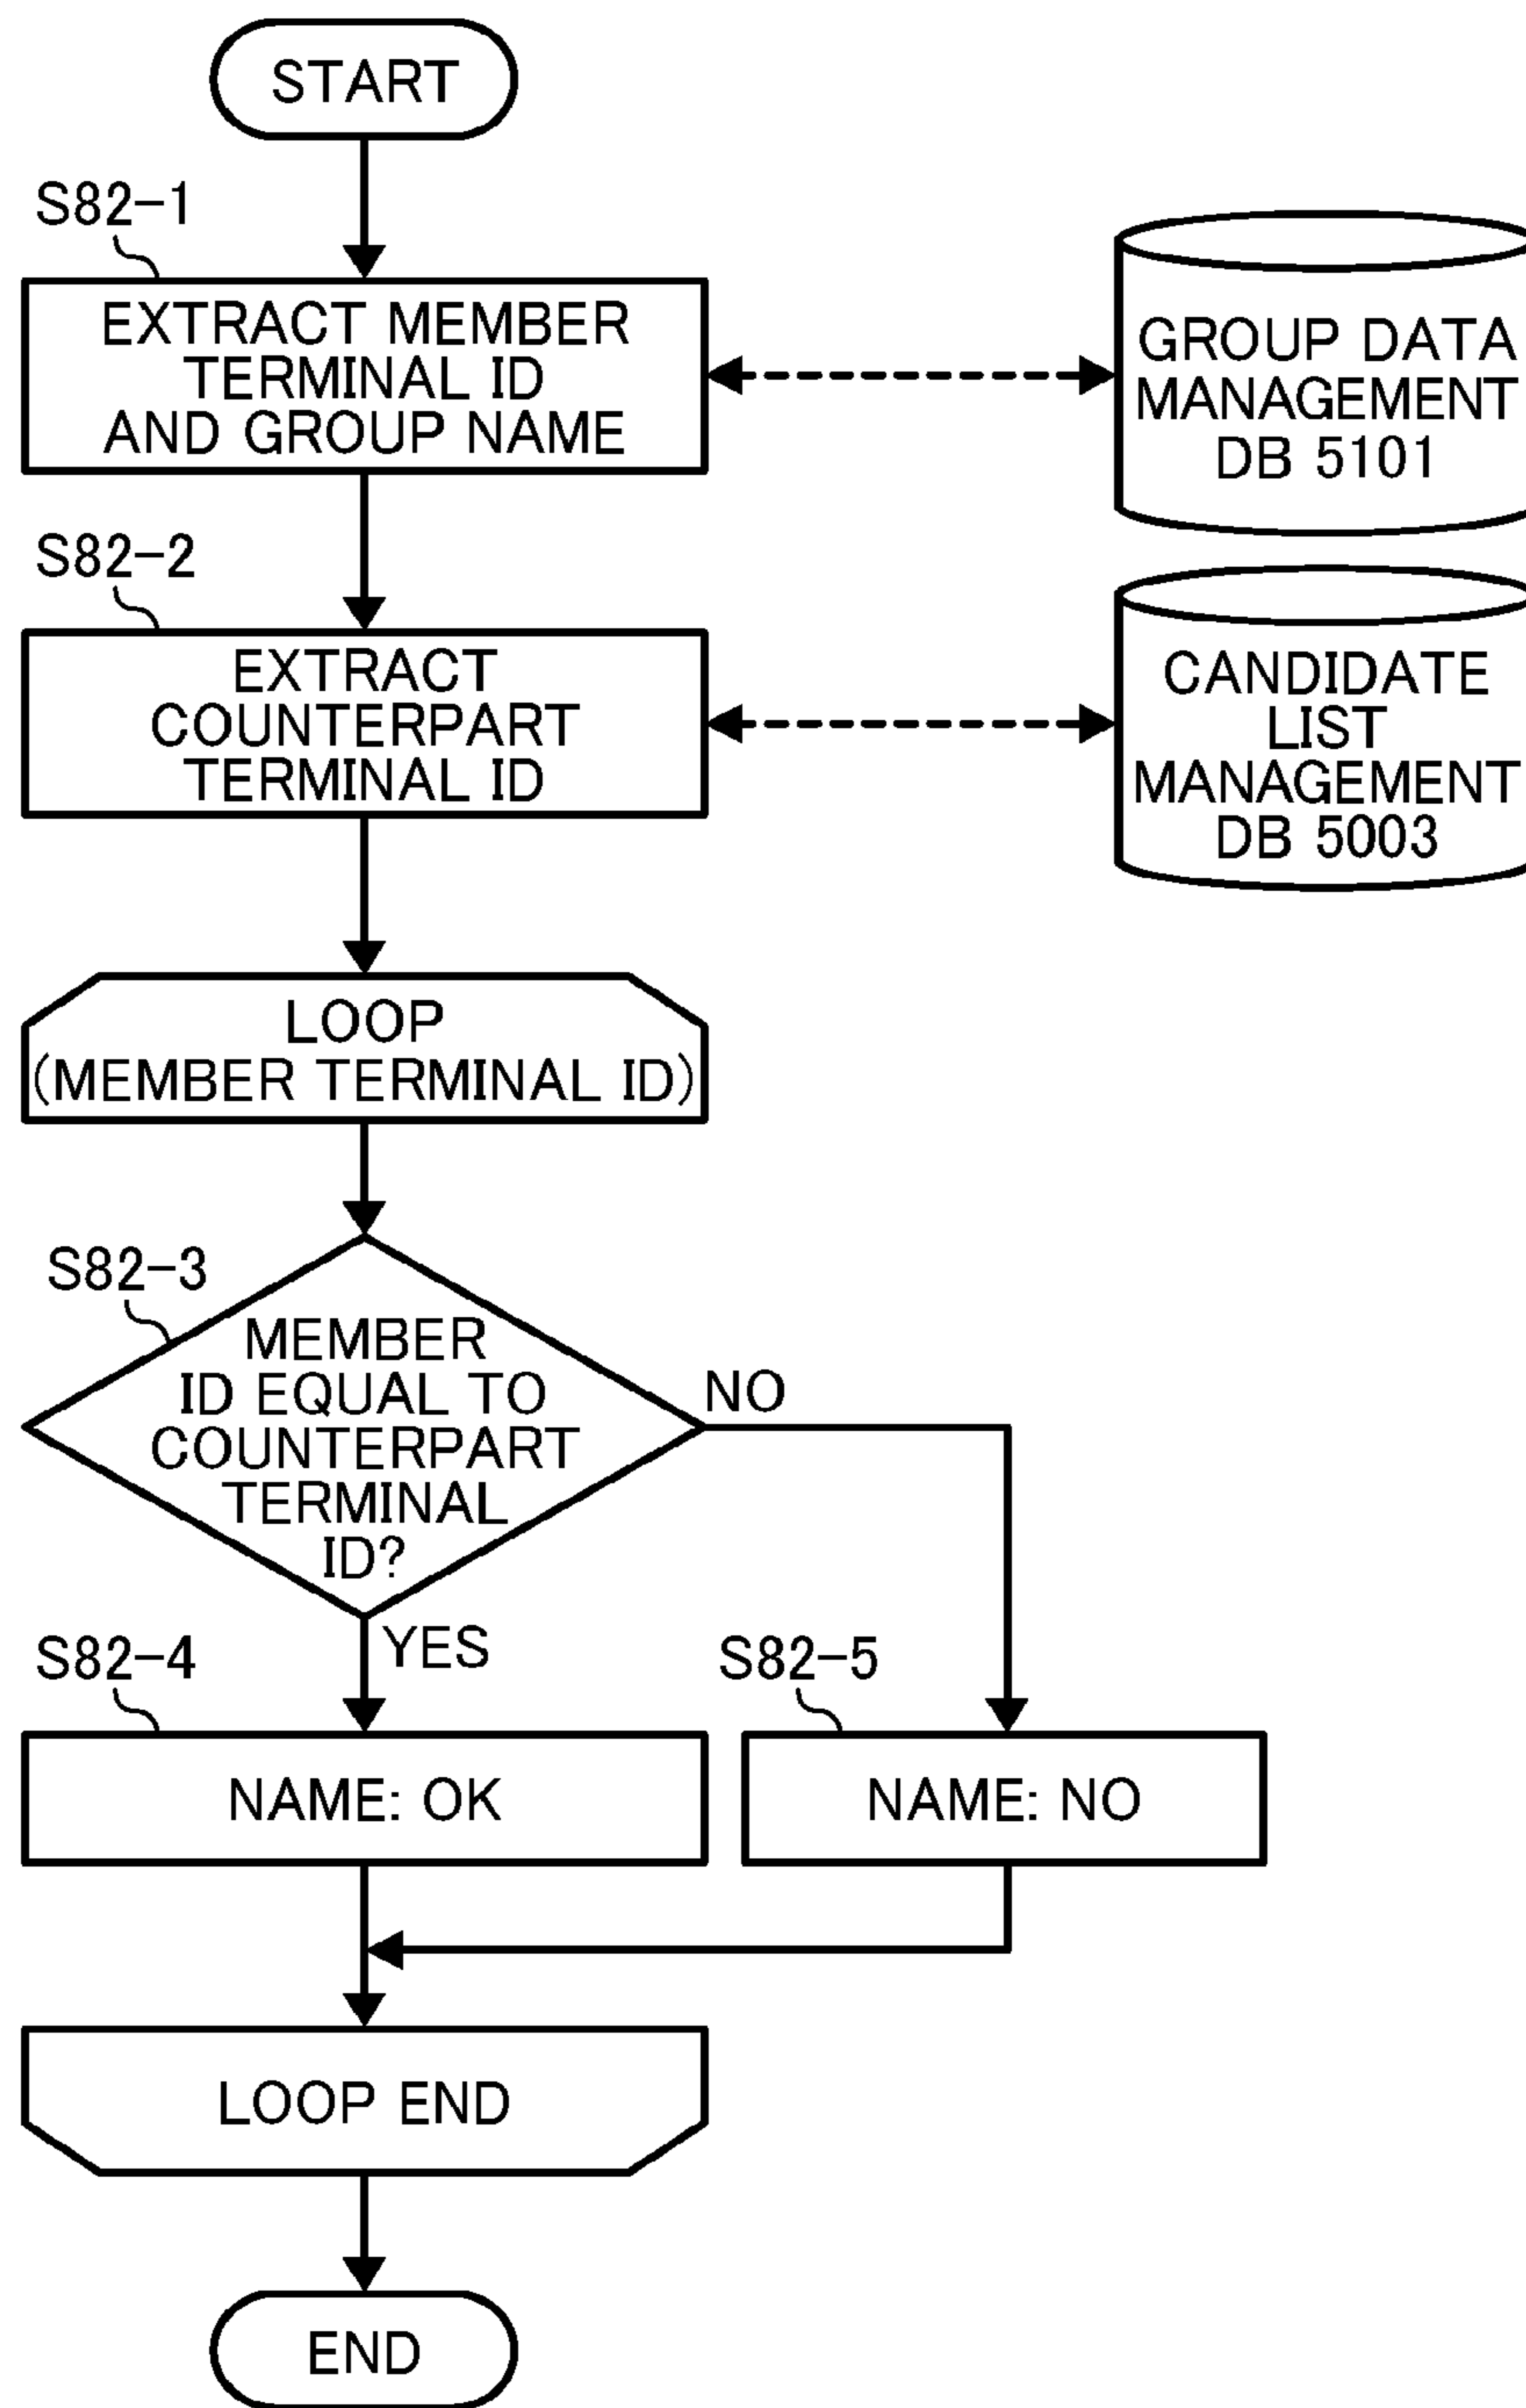 START
S82-1
EXTRACT MEMBER
TERMINAL ID
AND GROUP NAME
GROUP DATA
MANAGEMENT
DB 5101
S82-2
EXTRACT
COUNTERPART
TERMINAL ID
CANDIDATE
LIST
MANAGEMENT
DB 5003
LOOP
(MEMBER TERMINAL ID)
S82-3
MEMBER
ID EQUAL TO
COUNTERPART
TERMINAL
ID?
NO
YES
S82-4
NAME: OK
S82-5
NAME: NO
LOOP END
END